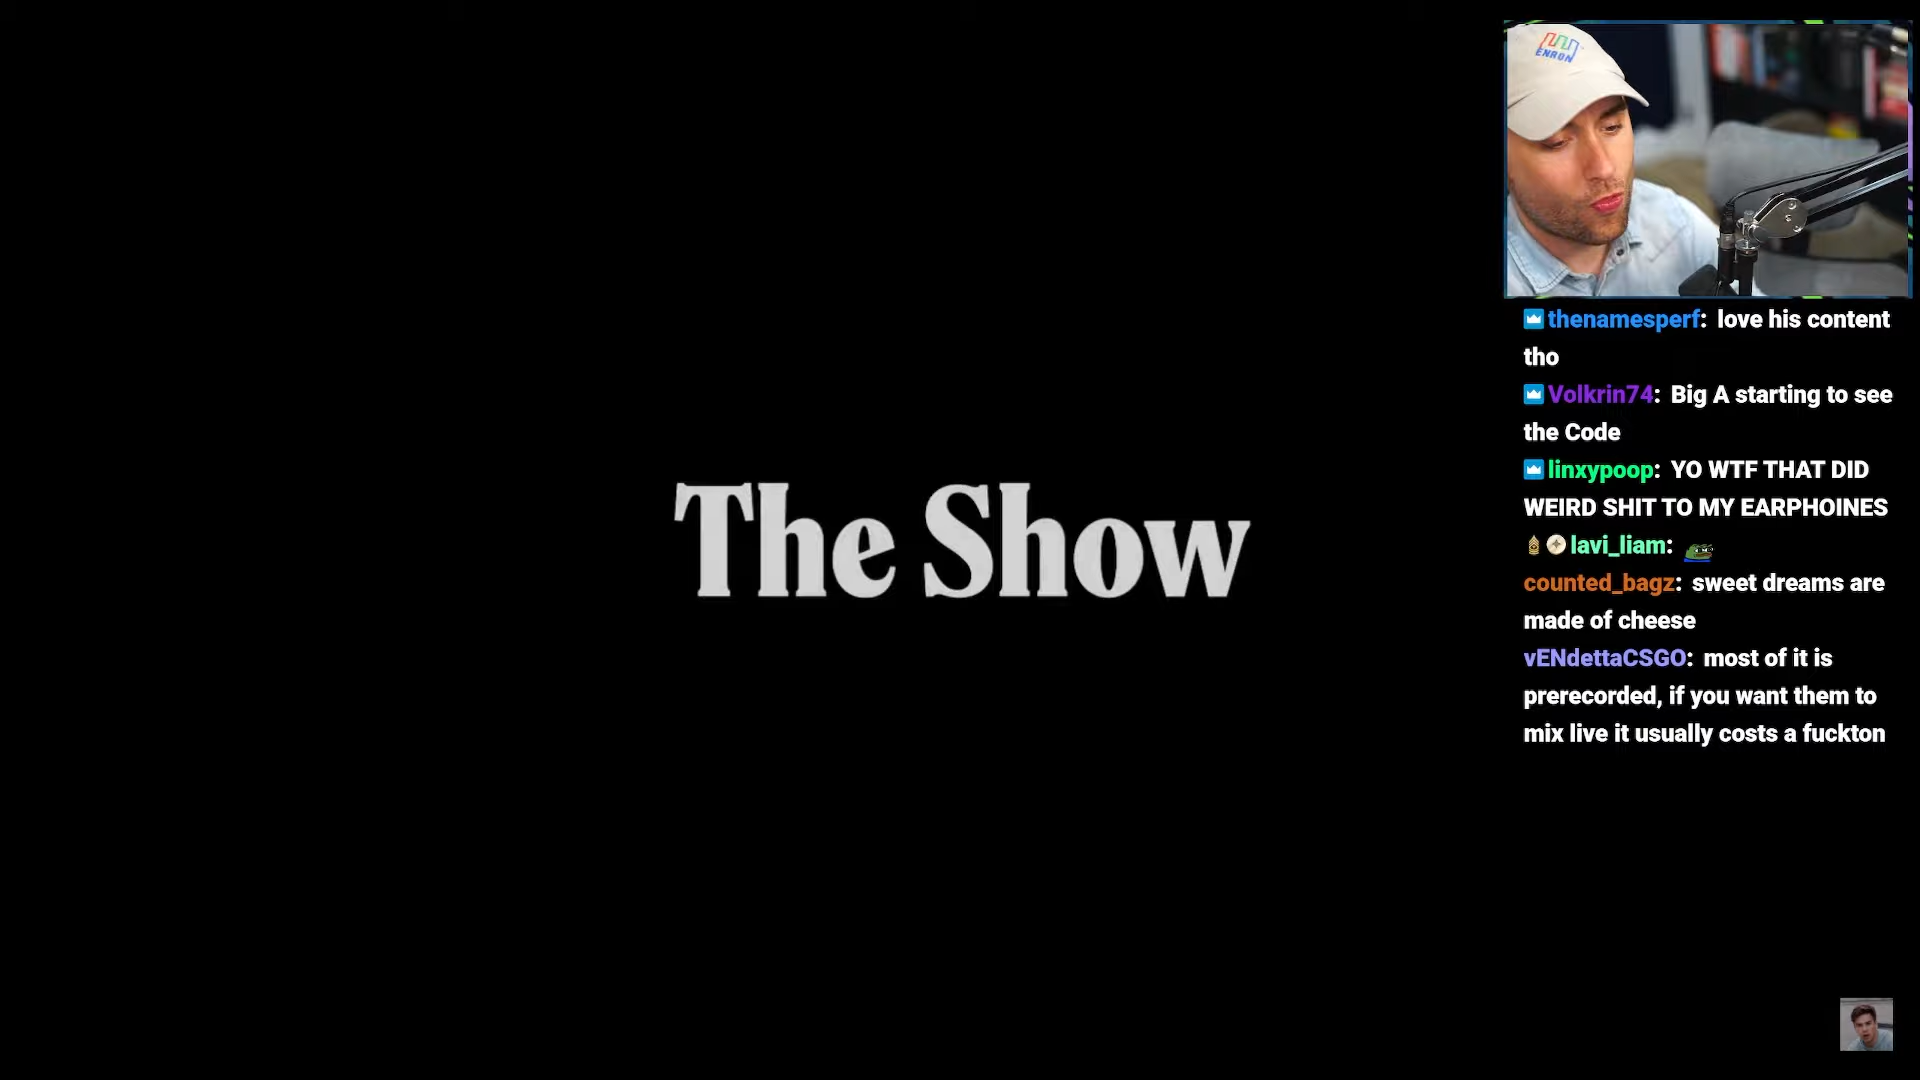 The Show
ENRON
thenamesperf: love his content
tho
Volkrin74: Big A starting to see
the Code
linxypoop: YO WTF THAT DID
WEIRD SHIT TO MY EARPHOINES
lavi_liam:
counted_bagz: sweet dreams are
made of cheese
vENdettaCSGO: most of it is
prerecorded, if you want them to
mix live it usually costs a fuckton